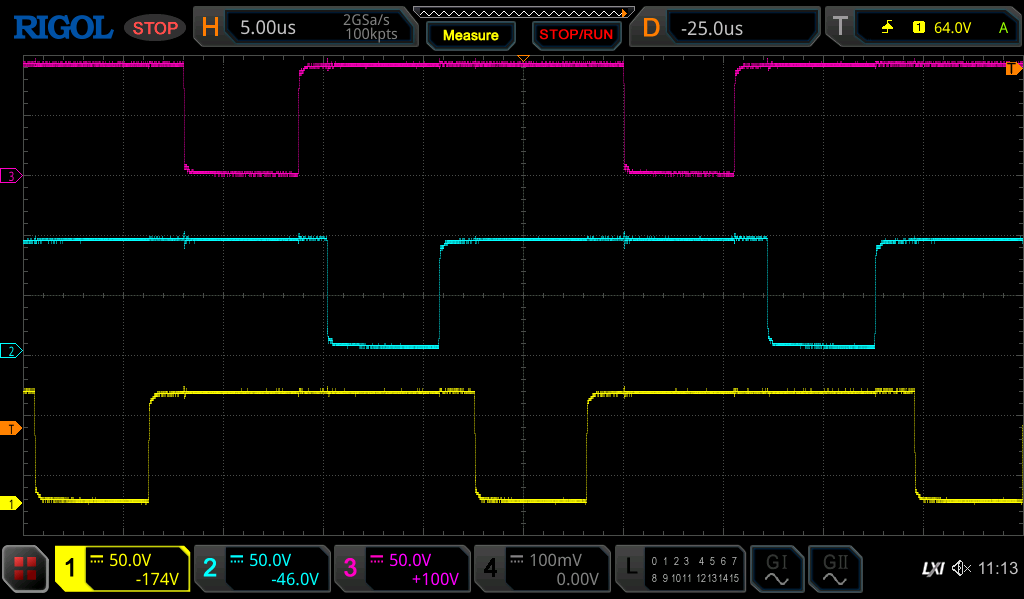 RIGOL STOP H 5.00us 2GSa/s 100kpts Measure STOP/RUN D -25.0us T 1 64.0V A
T
3
2
T
1
1 50.0V -174V 2 50.0V -46.0V 3 50.0V +100V 4 100mV 0.00V L 0 1 2 3 4 5 6 7 GI GII LXI 11:13
8 9 10 11 12 13 14 15